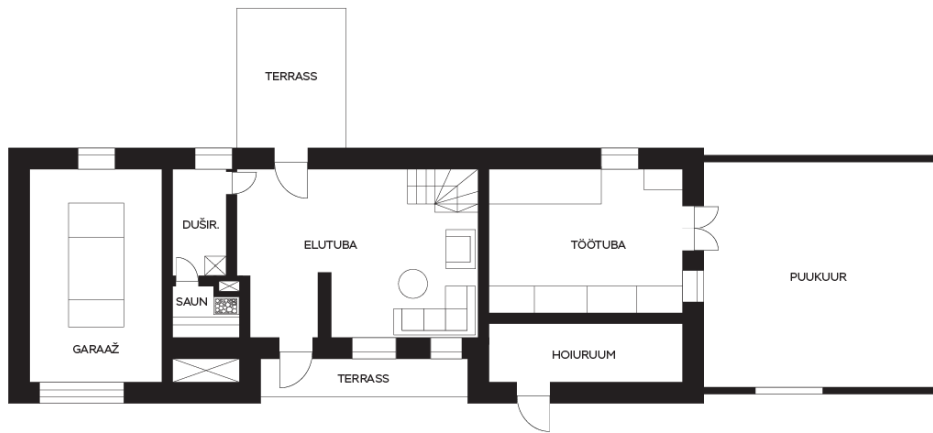 TERRASS
DUŠIR.
ELUTUBA
TÖÖTUBA
PUUKUUR
SAUN
GARAAŽ
HOIURUUM
TERRASS